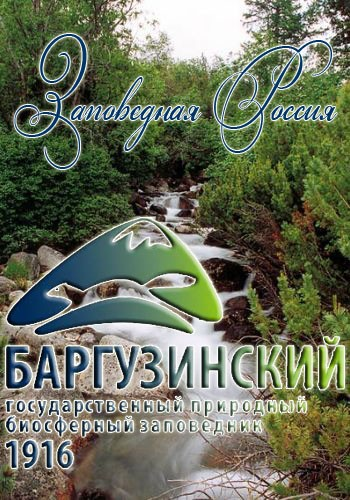 Заповедная Россия
БАРГУЗИНСКИЙ
государственный природный
биосферный заповедник
1916